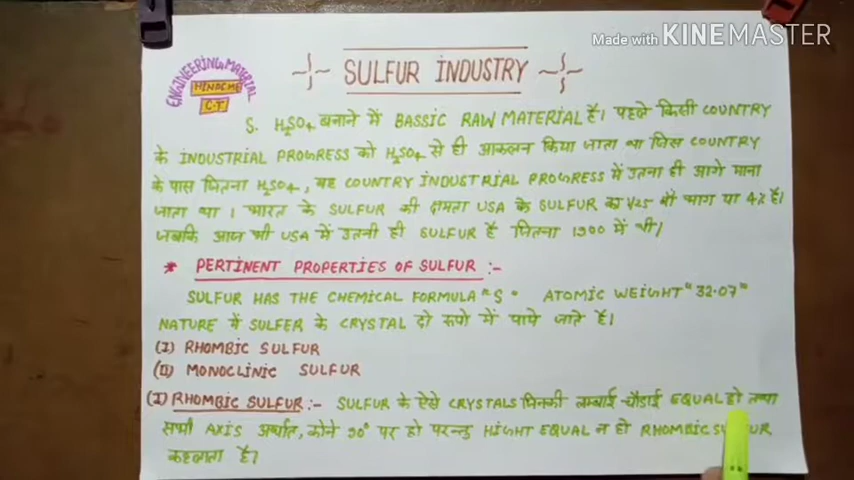 Made with KINEMASTER
ENGINEERING MATERIAL
HINDCME
C.T
SULFUR INDUSTRY
S. H₂SO₄ बनाने में BASSIC RAW MATERIAL है। पहले किसी COUNTRY
के INDUSTRIAL PROGRESS को H₂SO₄ से ही आकलन किया जाता था जिस COUNTRY
के पास जितना H₂SO₄, वह COUNTRY INDUSTRIAL PROGRESS में उतना ही आगे माना
जाता था। भारत के SULFUR की क्षमता USA के SULFUR का 1/25 वाँ भाग या 4% है।
जबकि आज भी USA में उतनी ही SULFUR है जितना 1900 में थी।
* PERTINENT PROPERTIES OF SULFUR :-
SULFUR HAS THE CHEMICAL FORMULA "S" ATOMIC WEIGHT "32.07"
NATURE में SULFER के CRYSTAL दो रूपो में पाये जाते है।
(I) RHOMBIC SULFUR
(II) MONOCLINIC SULFUR
(I) RHOMBIC SULFUR :- SULFUR के ऐसे CRYSTALS जिनकी लम्बाई-चौडाई EQUAL हो तथा
सभी AXIS अर्थात, कोने 90° पर हो परन्तु HIGHT EQUAL न हो RHOMBIC
कहलाता है।